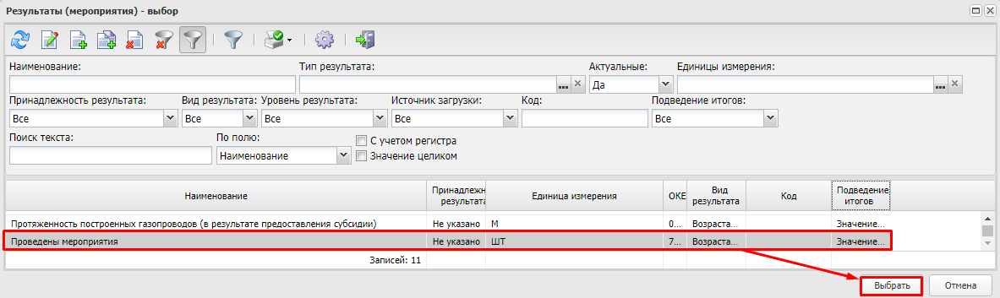 Результаты (мероприятия) - выбор
Наименование: Тип результата: Актуальные: Единицы измерения:
... × Да ... ×
Принадлежность результата: Вид результата: Уровень результата: Источник загрузки: Код: Подведение итогов:
Все Все Все Все Все
Поиск текста: По полю: С учетом регистра
Наименование Значение целиком
Наименование Принадлежн результата Единица измерения ОКЕ Вид результата Код Подведение итогов
Протяженность построенных газопроводов (в результате предоставления субсидии) Не указано М 0... Возраста... Значение...
Проведены мероприятия Не указано ШТ 7... Возраста... Значение...
Записей: 11
Выбрать Отмена